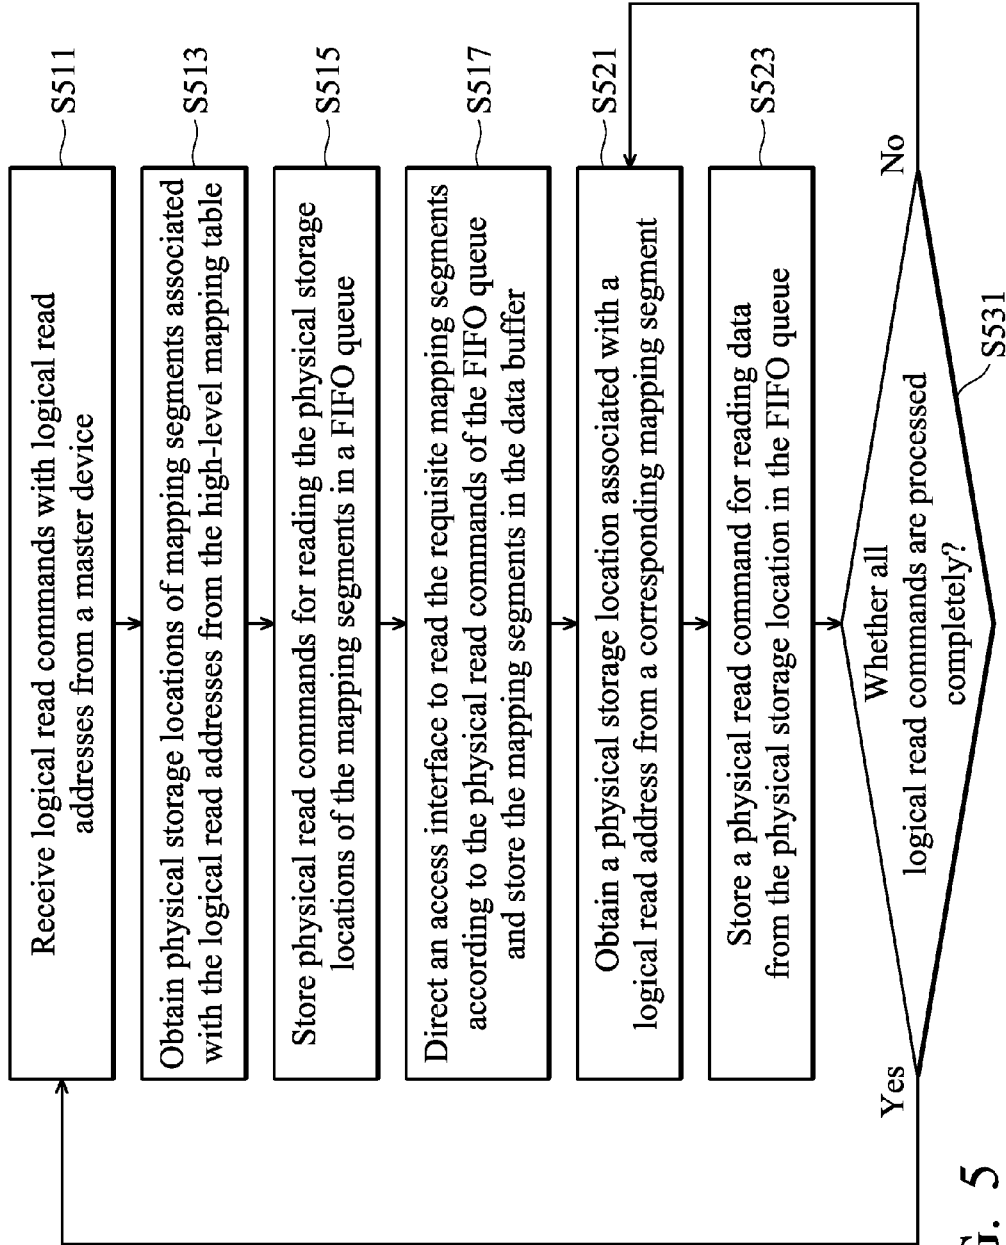 Receive logical read commands with logical read
addresses from a master device
S511
Obtain physical storage locations of mapping segments associated
with the logical read addresses from the high-level mapping table
S513
Store physical read commands for reading the physical storage
locations of the mapping segments in a FIFO queue
S515
Direct an access interface to read the requisite mapping segments
according to the physical read commands of the FIFO queue
and store the mapping segments in the data buffer
S517
Obtain a physical storage location associated with a
logical read address from a corresponding mapping segment
S521
Store a physical read command for reading data
from the physical storage location in the FIFO queue
S523
Yes
Whether all
logical read commands are processed
completely?
No
S531
5